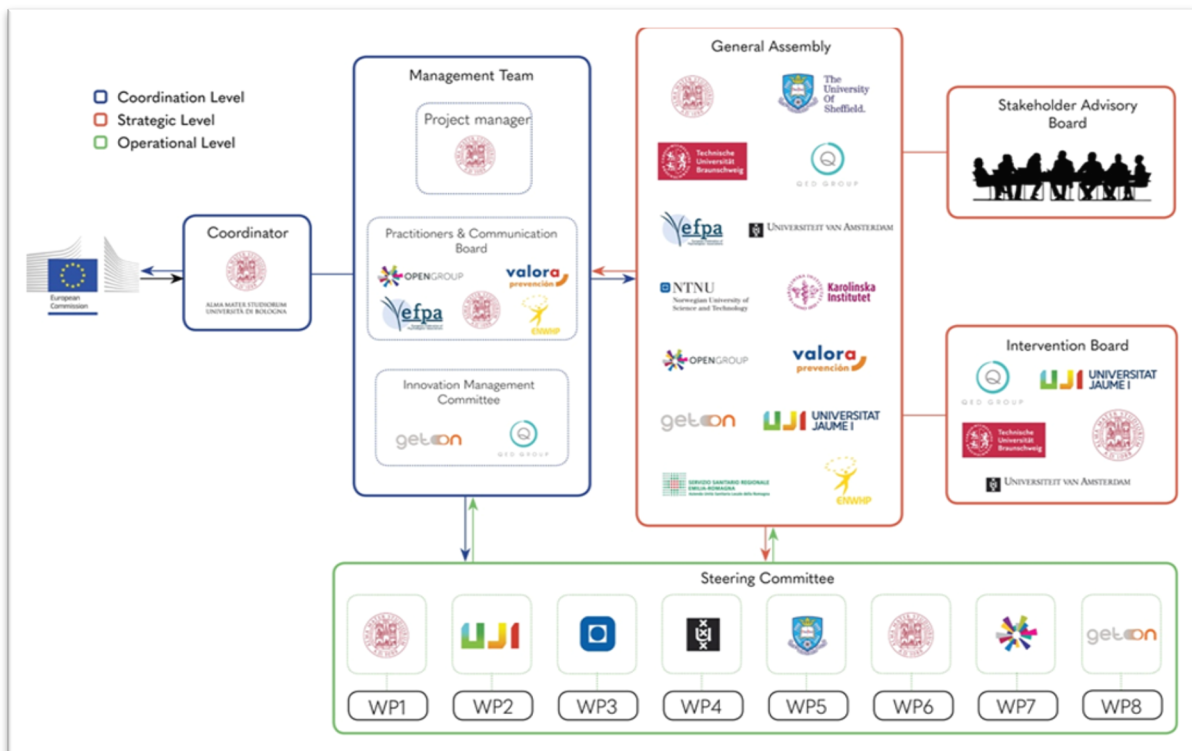 Coordination Level
Strategic Level
Operational Level
European
Commission
Coordinator
ALMA MATER STUDIORUM
UNIVERSITÀ DI BOLOGNA
Management Team
Project manager
Practitioners & Communication
Board
OPENGROUP
valora
prevención
efpa
ENWHP
Innovation Management
Committee
geton
QED GROUP
General Assembly
The
University
Of
Sheffield.
Technische
Universität
Braunschweig
QED GROUP
efpa
UNIVERSITEIT VAN AMSTERDAM
NTNU
Norwegian University of
Science and Technology
Karolinska
Institutet
OPENGROUP
valora
prevención
geton
UJI UNIVERSITAT
JAUME I
SERVIZIO SANITARIO REGIONALE
EMILIA-ROMAGNA
ENWHP
Stakeholder Advisory
Board
Intervention Board
QED GROUP
UJI UNIVERSITAT
JAUME I
Technische
Universität
Braunschweig
UNIVERSITEIT VAN AMSTERDAM
Steering Committee
UJI
geton
WP1
WP2
WP3
WP4
WP5
WP6
WP7
WP8